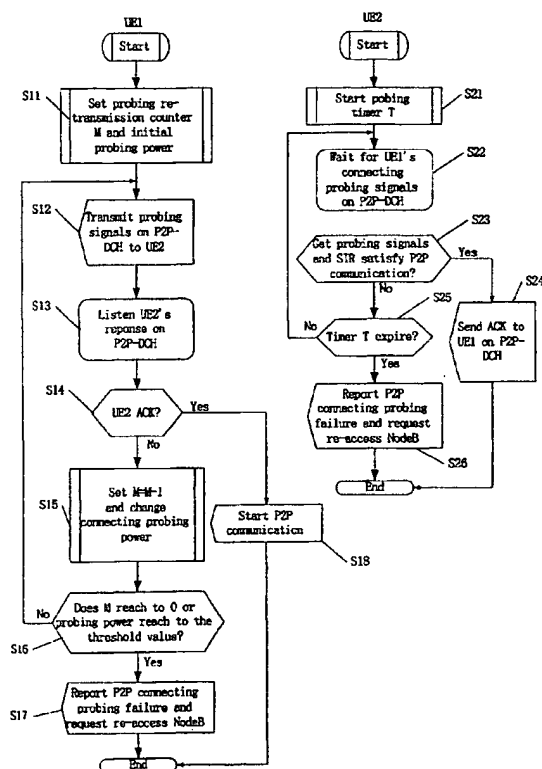 UE1
Start
S11
Set probing re-
transmission counter
M and initial
probing power
S12
Transmit probing
signals on P2P-
DCH to UE2
S13
Listen UE2's
reponse on
P2P-DCH
S14
UE2 ACK?
Yes
No
S15
Set M=M-1
and change
connecting probing
power
Start P2P
communication
S18
No
Does M reach to 0 or
probing power reach to the
threshold value?
S16
Yes
S17
Report P2P connecting
probing failure and
request re-access NodeB
End
UE2
Start
Start pobing
timer T
S21
Wait for UE1's
connecting
probing signals
on P2P-DCH
S22
S23
Get probing signals
and SIR satisfy P2P
communication?
Yes
No
S24
S25
No
Timer T expire?
Send ACK to
UE1 on P2P-
DCH
Yes
Report P2P
connecting probing
failure and request
re-access NodeB
S26
End